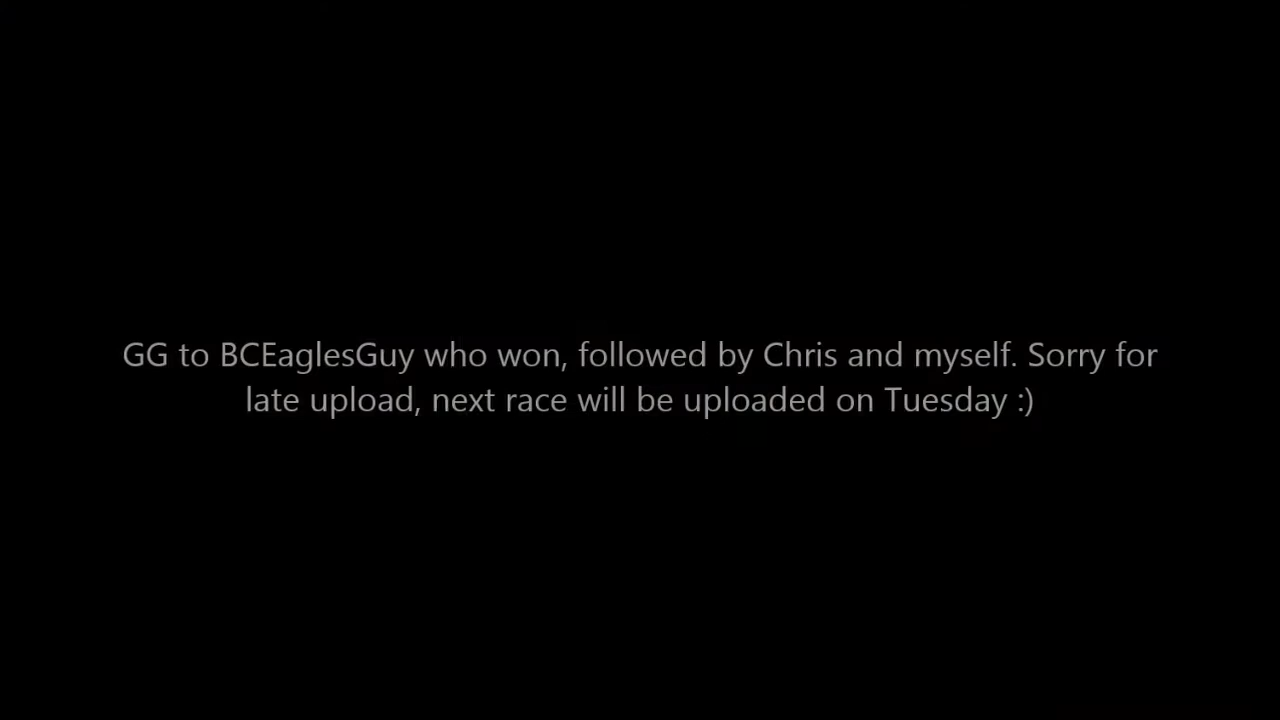 GG to BCEaglesGuy who won, followed by Chris and myself. Sorry for
late upload, next race will be uploaded on Tuesday :)